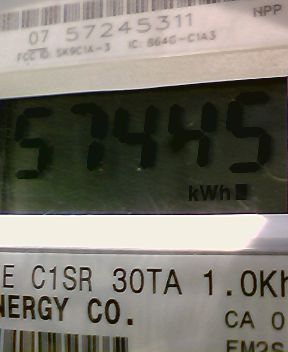 NPP
07 57245311
FCC ID: SK9C1A-3 IC: 864G-C1A3
57445
kWh
E C1SR 30TA 1.0Kh
NERGY CO.
CA 0
FM2S